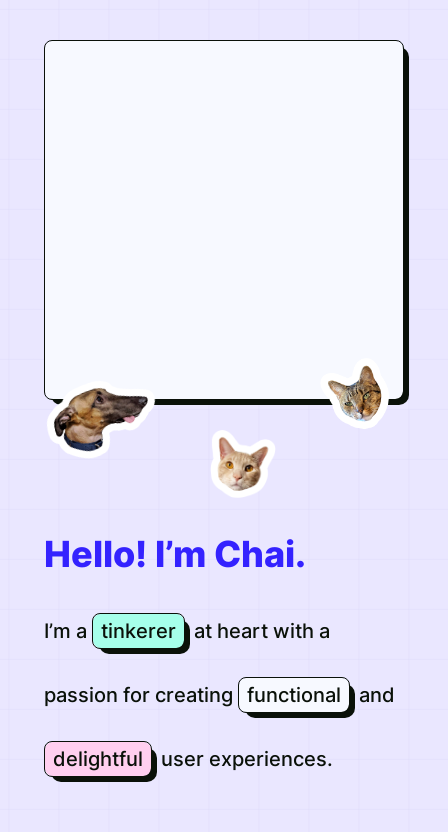 Hello! I’m Chai.
I’m a tinkerer at heart with a
passion for creating functional and
delightful user experiences.